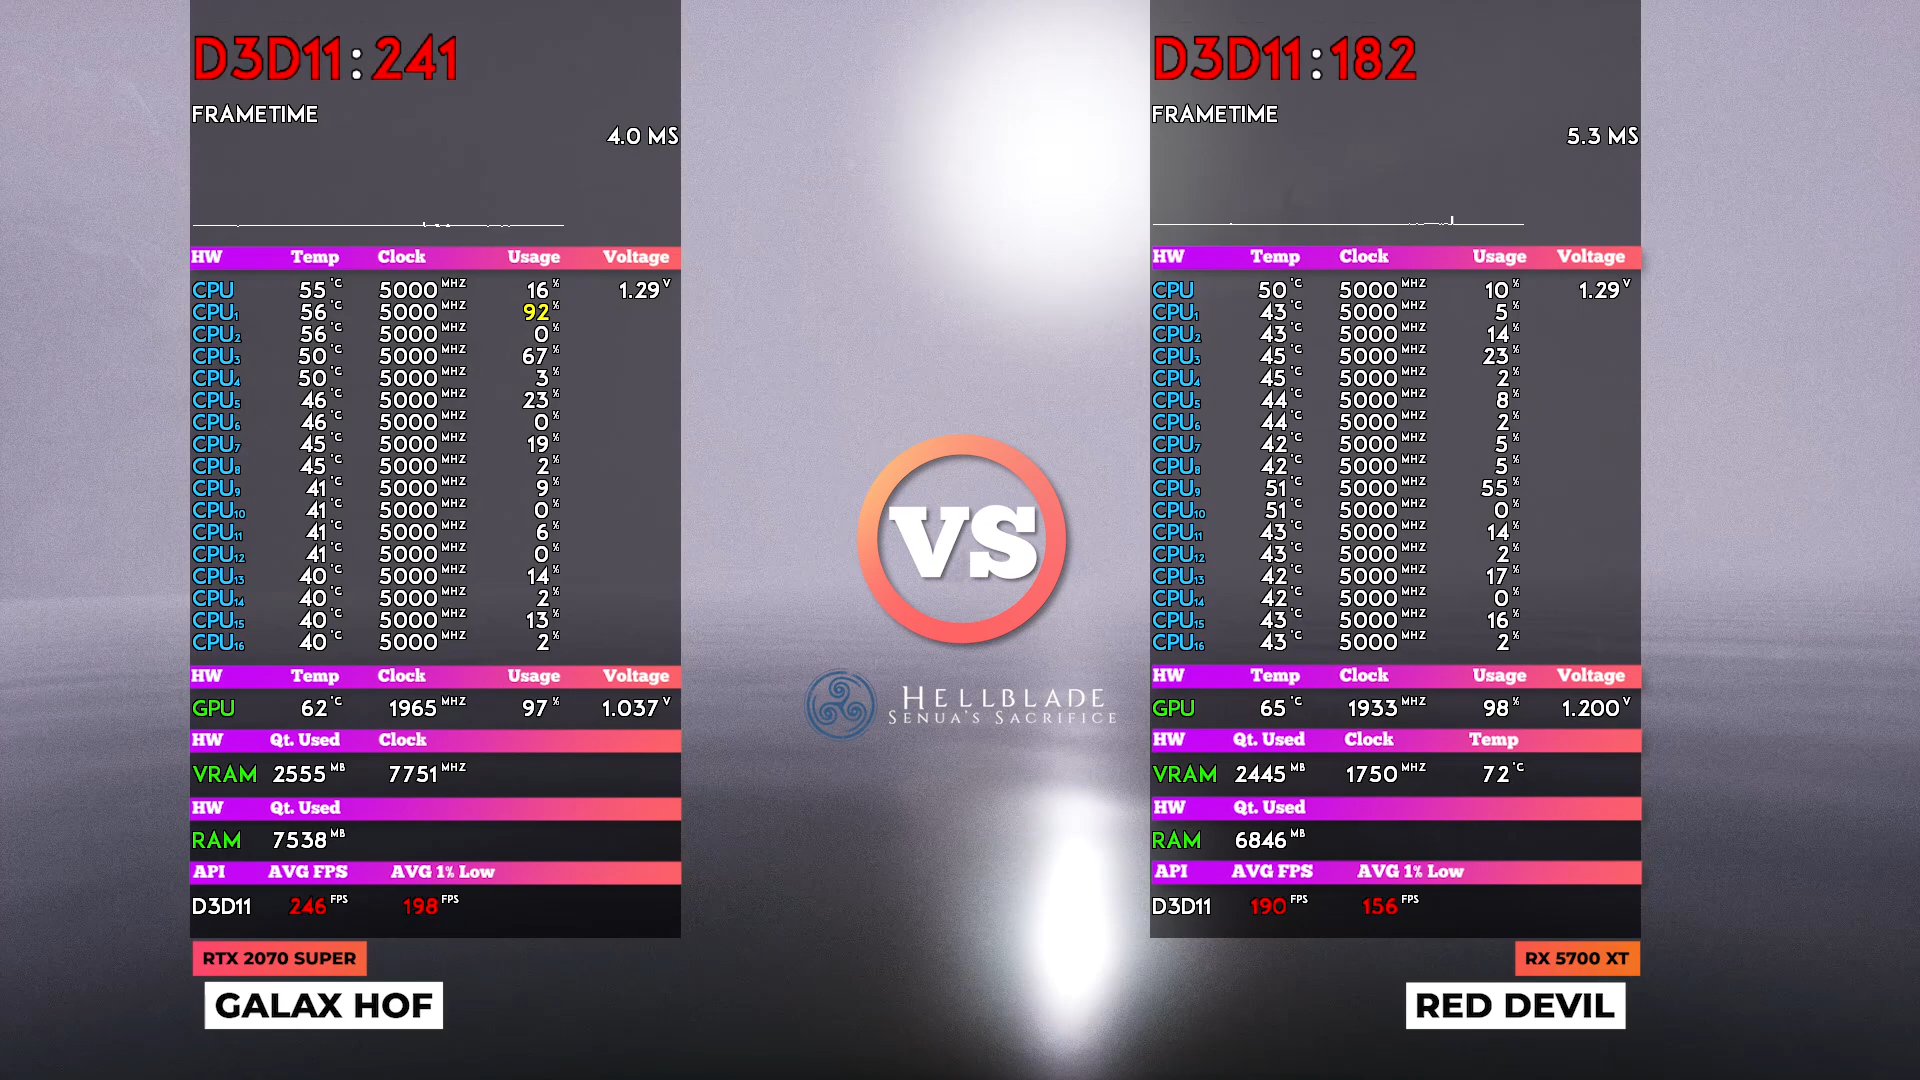 D3D11:241
FRAMETIME
4.0 MS
HW Temp Clock Usage Voltage
CPU 55 °C 5000 MHZ 16 % 1.29 V
CPU1 56 °C 5000 MHZ 92 %
CPU2 56 °C 5000 MHZ 0 %
CPU3 50 °C 5000 MHZ 67 %
CPU4 50 °C 5000 MHZ 3 %
CPU5 46 °C 5000 MHZ 23 %
CPU6 46 °C 5000 MHZ 0 %
CPU7 45 °C 5000 MHZ 19 %
CPU8 45 °C 5000 MHZ 2 %
CPU9 41 °C 5000 MHZ 9 %
CPU10 41 °C 5000 MHZ 0 %
CPU11 41 °C 5000 MHZ 6 %
CPU12 41 °C 5000 MHZ 0 %
CPU13 40 °C 5000 MHZ 14 %
CPU14 40 °C 5000 MHZ 2 %
CPU15 40 °C 5000 MHZ 13 %
CPU16 40 °C 5000 MHZ 2 %
HW Temp Clock Usage Voltage
GPU 62 °C 1965 MHZ 97 % 1.037 V
HW Qt. Used Clock
VRAM 2555 MB 7751 MHZ
HW Qt. Used
RAM 7538 MB
API AVG FPS AVG 1% Low
D3D11 246 FPS 198 FPS
RTX 2070 SUPER
GALAX HOF
VS
HELLBLADE
SENUA'S SACRIFICE
D3D11:182
FRAMETIME
5.3 MS
HW Temp Clock Usage Voltage
CPU 50 °C 5000 MHZ 10 % 1.29 V
CPU1 43 °C 5000 MHZ 5 %
CPU2 43 °C 5000 MHZ 14 %
CPU3 45 °C 5000 MHZ 23 %
CPU4 45 °C 5000 MHZ 2 %
CPU5 44 °C 5000 MHZ 8 %
CPU6 44 °C 5000 MHZ 2 %
CPU7 42 °C 5000 MHZ 5 %
CPU8 42 °C 5000 MHZ 5 %
CPU9 51 °C 5000 MHZ 55 %
CPU10 51 °C 5000 MHZ 0 %
CPU11 43 °C 5000 MHZ 14 %
CPU12 43 °C 5000 MHZ 2 %
CPU13 42 °C 5000 MHZ 17 %
CPU14 42 °C 5000 MHZ 0 %
CPU15 43 °C 5000 MHZ 16 %
CPU16 43 °C 5000 MHZ 2 %
HW Temp Clock Usage Voltage
GPU 65 °C 1933 MHZ 98 % 1.200 V
HW Qt. Used Clock Temp
VRAM 2445 MB 1750 MHZ 72 °C
HW Qt. Used
RAM 6846 MB
API AVG FPS AVG 1% Low
D3D11 190 FPS 156 FPS
RX 5700 XT
RED DEVIL